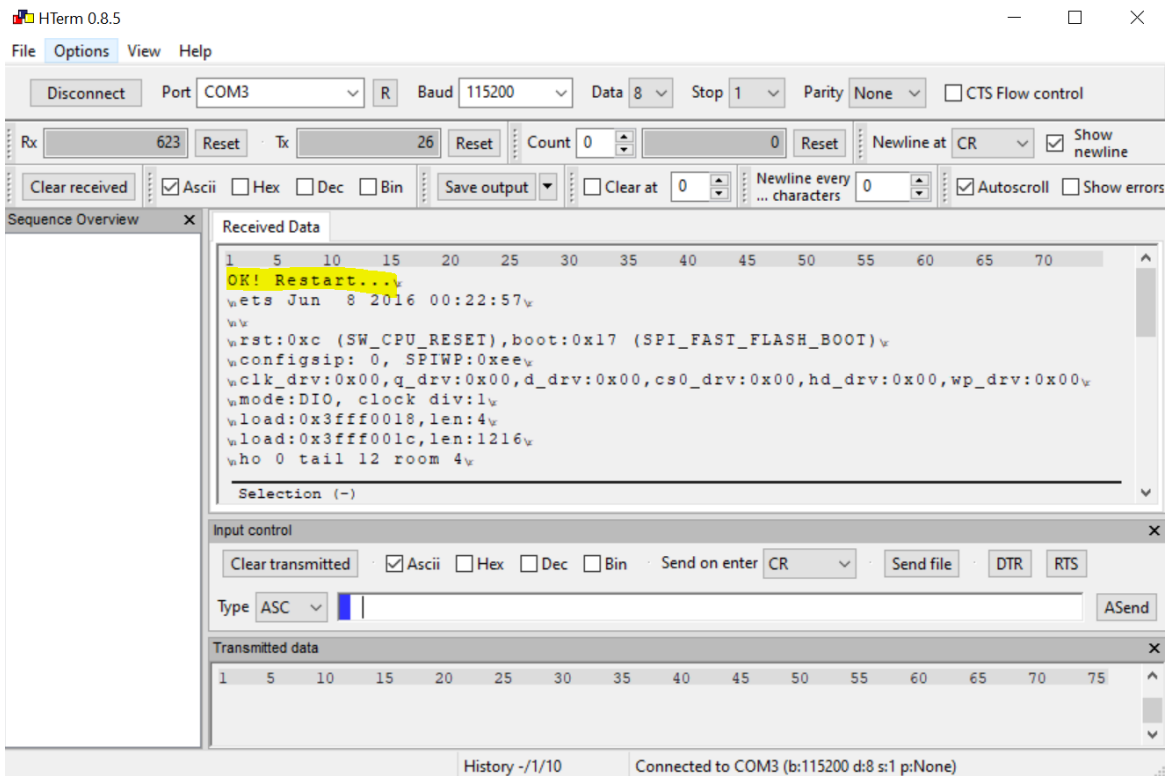 HTerm 0.8.5
File Options View Help
Disconnect Port COM3 R Baud 115200 Data 8 Stop 1 Parity None CTS Flow control
Rx 623 Reset Tx 26 Reset Count 0 0 Reset Newline at CR Show newline
Clear received Ascii Hex Dec Bin Save output Clear at 0 Newline every ... characters 0 Autoscroll Show errors
Sequence Overview
Received Data
1 5 10 15 20 25 30 35 40 45 50 55 60 65 70
OK! Restart...\r
\nets Jun  8 2016 00:22:57\r
\n\r
\nrst:0xc (SW_CPU_RESET),boot:0x17 (SPI_FAST_FLASH_BOOT)\r
\nconfigsip: 0, SPIWP:0xee\r
\nclk_drv:0x00,q_drv:0x00,d_drv:0x00,cs0_drv:0x00,hd_drv:0x00,wp_drv:0x00\r
\nmode:DIO, clock div:1\r
\nload:0x3fff0018,len:4\r
\nload:0x3fff001c,len:1216\r
\nho 0 tail 12 room 4\r
Selection (-)
Input control
Clear transmitted Ascii Hex Dec Bin Send on enter CR Send file DTR RTS
Type ASC ASend
Transmitted data
1 5 10 15 20 25 30 35 40 45 50 55 60 65 70 75
History -/1/10 Connected to COM3 (b:115200 d:8 s:1 p:None)